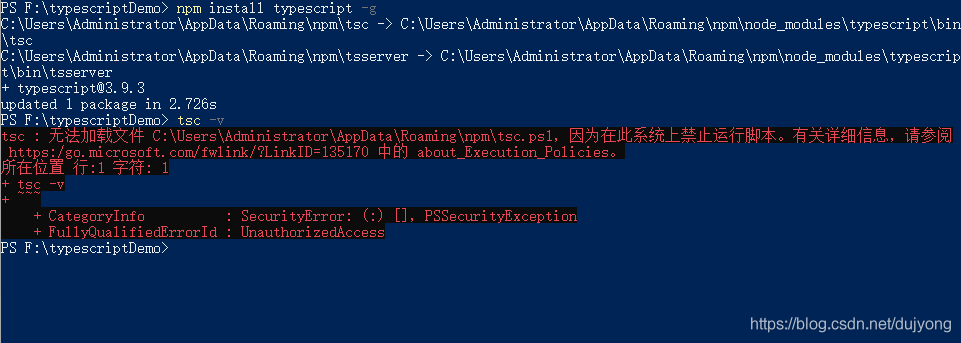 PS F:\typescriptDemo> npm install typescript -g
C:\Users\Administrator\AppData\Roaming\npm\tsc -> C:\Users\Administrator\AppData\Roaming\npm\node_modules\typescript\bin
\tsc
C:\Users\Administrator\AppData\Roaming\npm\tsserver -> C:\Users\Administrator\AppData\Roaming\npm\node_modules\typescrip
t\bin\tsserver
+ typescript@3.9.3
updated 1 package in 2.726s
PS F:\typescriptDemo> tsc -v
tsc : 无法加载文件 C:\Users\Administrator\AppData\Roaming\npm\tsc.ps1，因为在此系统上禁止运行脚本。有关详细信息，请参阅
https:/go.microsoft.com/fwlink/?LinkID=135170 中的 about_Execution_Policies。
所在位置 行:1 字符: 1
+ tsc -v
+ ~~~
+ CategoryInfo : SecurityError: (:) []，PSSecurityException
+ FullyQualifiedErrorId : UnauthorizedAccess
PS F:\typescriptDemo>
https://blog.csdn.net/dujyong